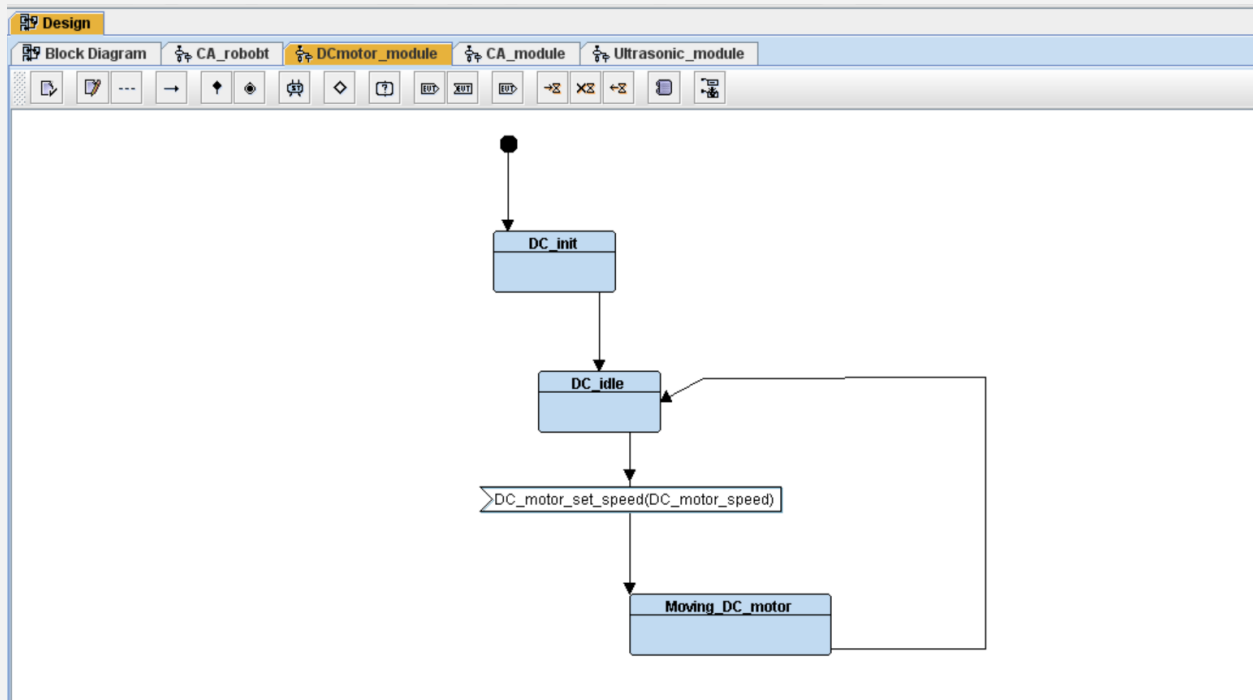 Design
Block Diagram
CA_robobt
DCmotor_module
CA_module
Ultrasonic_module
DC_init
DC_idle
DC_motor_set_speed(DC_motor_speed)
Moving_DC_motor